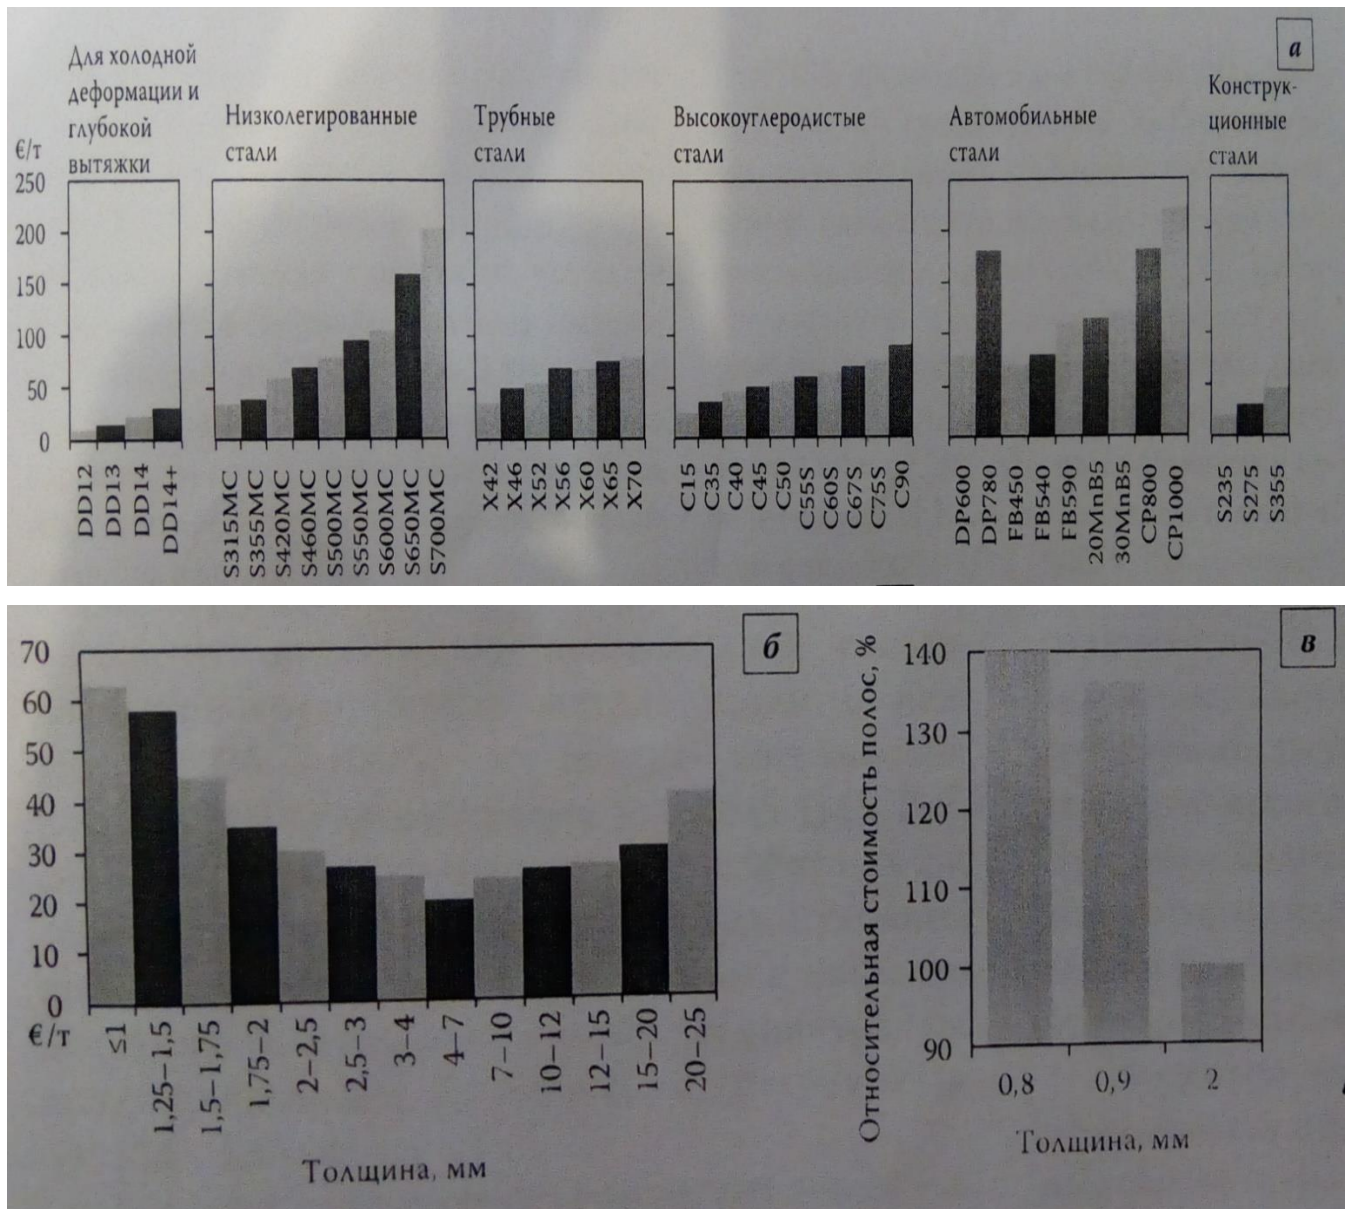 а
Для холодной
деформации и
глубокой
вытяжки
Низколегированные
стали
Трубные
стали
Высокоуглеродистые
стали
Автомобильные
стали
Конструк-
ционные
стали
€/т
250
200
150
100
50
0
DD12
DD13
DD14
DD14+
S315MC
S355MC
S420MC
S460MC
S500MC
S550MC
S600MC
S650MC
S700MC
X42
X46
X52
X56
X60
X65
X70
C15
C35
C40
C45
C50
C55S
C60S
C67S
C75S
C90
DP600
DP780
FB450
FB540
FB590
20MnB5
30MnB5
CP800
CP1000
S235
S275
S355
б
70
60
50
40
30
20
10
0
€/т
≤1
1,25–1,5
1,5–1,75
1,75–2
2–2,5
2,5–3
3–4
4–7
7–10
10–12
12–15
15–20
20–25
Толщина, мм
в
Относительная стоимость полос, %
140
130
120
110
100
90
0,8
0,9
2
Толщина, мм